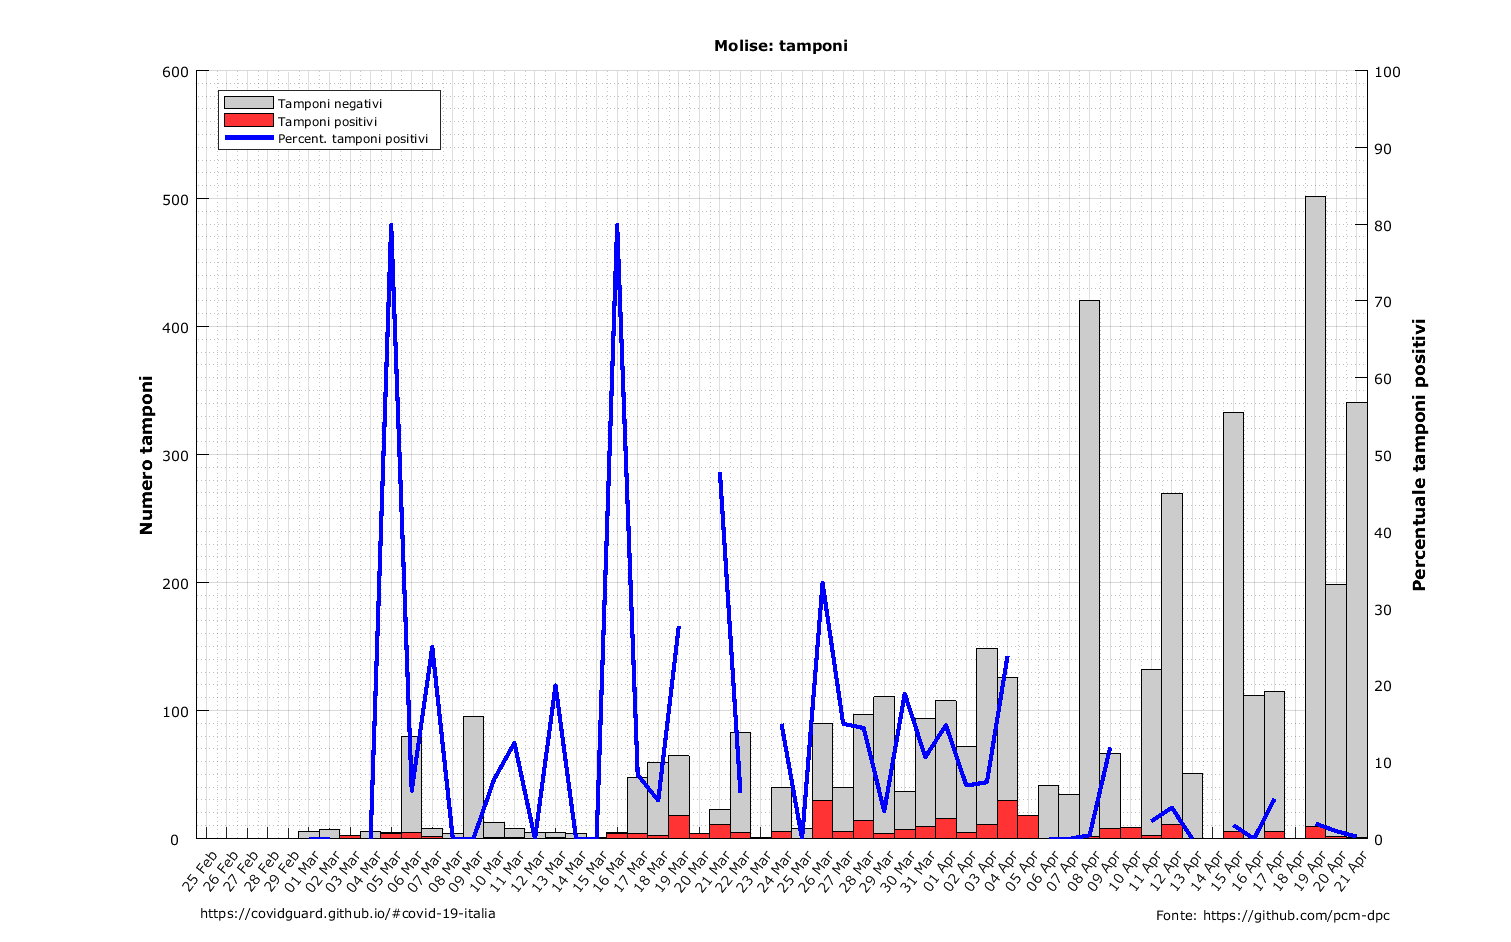 Molise: tamponi
Tamponi negativi
Tamponi positivi
Percent. tamponi positivi
Numero tamponi
600
500
400
300
200
100
0
100
90
80
70
60
50
40
30
20
10
0
Percentuale tamponi positivi
25 Feb
26 Feb
27 Feb
28 Feb
29 Feb
01 Mar
02 Mar
03 Mar
04 Mar
05 Mar
06 Mar
07 Mar
08 Mar
09 Mar
10 Mar
11 Mar
12 Mar
13 Mar
14 Mar
15 Mar
16 Mar
17 Mar
18 Mar
19 Mar
20 Mar
21 Mar
22 Mar
23 Mar
24 Mar
25 Mar
26 Mar
27 Mar
28 Mar
29 Mar
30 Mar
31 Mar
01 Apr
02 Apr
03 Apr
04 Apr
05 Apr
06 Apr
07 Apr
08 Apr
09 Apr
10 Apr
11 Apr
12 Apr
13 Apr
14 Apr
15 Apr
16 Apr
17 Apr
18 Apr
19 Apr
20 Apr
21 Apr
https://covidguard.github.io/#covid-19-italia
Fonte: https://github.com/pcm-dpc